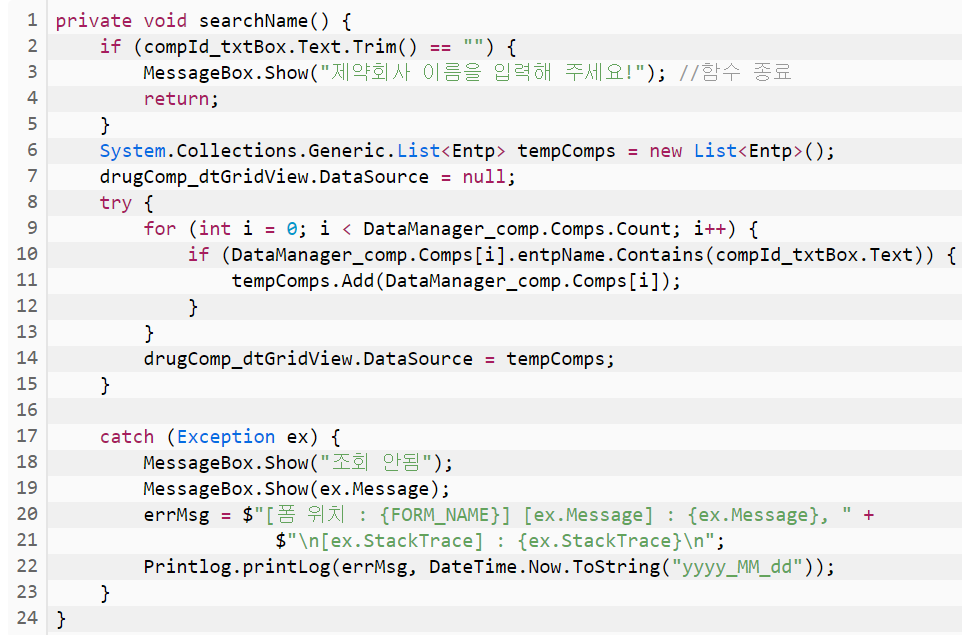 1 private void searchName() {
2     if (compId_txtBox.Text.Trim() == "") {
3         MessageBox.Show("제약회사 이름을 입력해 주세요!"); //함수 종료
4         return;
5     }
6     System.Collections.Generic.List<Entp> tempComps = new List<Entp>();
7     drugComp_dtGridView.DataSource = null;
8     try {
9         for (int i = 0; i < DataManager_comp.Comps.Count; i++) {
10             if (DataManager_comp.Comps[i].entpName.Contains(compId_txtBox.Text)) {
11                 tempComps.Add(DataManager_comp.Comps[i]);
12             }
13         }
14         drugComp_dtGridView.DataSource = tempComps;
15     }
16
17     catch (Exception ex) {
18         MessageBox.Show("조회 안됨");
19         MessageBox.Show(ex.Message);
20         errMsg = $"[폼 위치 : {FORM_NAME}] [ex.Message] : {ex.Message}, " +
21                     $"\n[ex.StackTrace] : {ex.StackTrace}\n";
22         Printlog.printLog(errMsg, DateTime.Now.ToString("yyyy_MM_dd"));
23     }
24 }